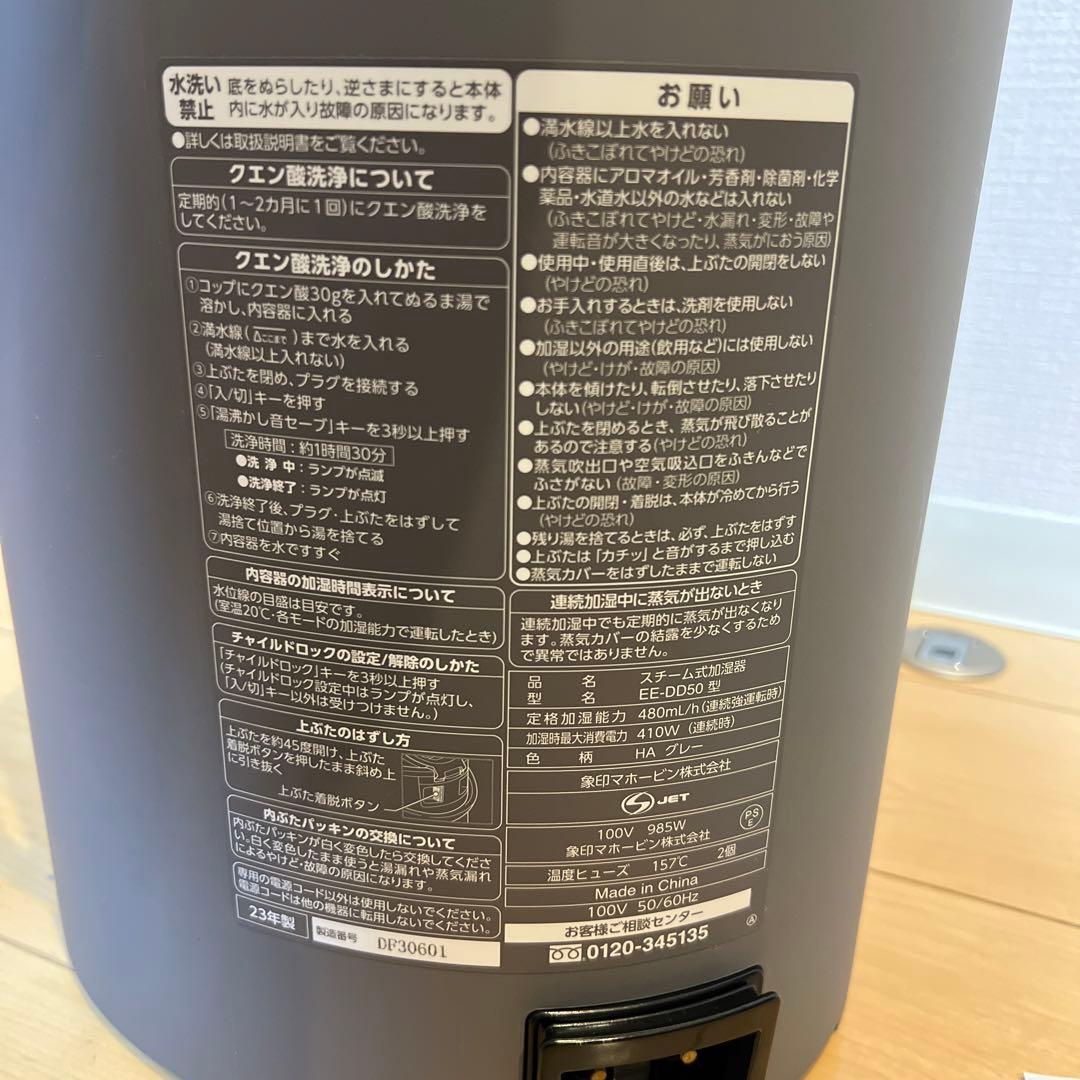 水洗い
禁止
底をぬらしたり、逆さまにすると本体
内に水が入り故障の原因になります。
●詳しくは取扱説明書をご覧ください。
クエン酸洗浄について
定期的(1〜2カ月に1回)にクエン酸洗浄を
してください。
クエン酸洗浄のしかた
①コップにクエン酸30gを入れてぬるま湯で
溶かし、内容器に入れる
②満水線(ここまで)まで水を入れる
(満水線以上入れない)
③上ぶたを閉め、プラグを接続する
④「入/切」キーを押す
⑤「湯沸かし音セーブ」キーを3秒以上押す
洗浄時間:約1時間30分
●洗浄中:ランプが点滅
●洗浄終了:ランプが点灯
⑥洗浄終了後、プラグ・上ぶたをはずして
湯捨て位置から湯を捨てる
⑦内容器を水ですすぐ
内容器の加湿時間表示について
水位線の目盛は目安です。
(室温20℃・各モードの加湿能力で運転したとき)
チャイルドロックの設定/解除のしかた
「チャイルドロック」キーを3秒以上押す
(チャイルドロック設定中はランプが点灯し、
「入/切」キー以外は受けつけません。)
上ぶたのはずし方
上ぶたを約45度開け、上ぶた
着脱ボタンを押したまま斜め上
に引き抜く
上ぶた着脱ボタン
内ぶたパッキンの交換について
内ぶたパッキンが白く変色したら交換してくださ
い。白く変色したまま使うと湯漏れや蒸気漏れ
によるやけど・故障の原因になります。
専用の電源コード以外は使用しないでください。
電源コードは他の機器に転用しないでください。
23年製
製造番号 DF30601
お願い
●満水線以上水を入れない
(ふきこぼれてやけどの恐れ)
●内容器にアロマオイル・芳香剤・除菌剤・化学
薬品・水道水以外の水などは入れない
(ふきこぼれてやけど・水漏れ・変形・故障や
運転音が大きくなったり、蒸気がにおう原因)
●使用中・使用直後は、上ぶたの開閉をしない
(やけどの恐れ)
●お手入れするときは、洗剤を使用しない
(ふきこぼれてやけどの恐れ)
●加湿以外の用途(飲用など)には使用しない
(やけど・けが・故障の原因)
●本体を傾けたり、転倒させたり、落下させたり
しない(やけど・けが・故障の原因)
●上ぶたを閉めるとき、蒸気が飛び散ることが
あるので注意する(やけどの恐れ)
●蒸気吹出口や空気吸込口をふきんなどで
ふさがない(故障・変形の原因)
●上ぶたの開閉・着脱は、本体が冷めてから行う
(やけどの恐れ)
●残り湯を捨てるときは、必ず、上ぶたをはずす
●上ぶたは「カチッ」と音がするまで押し込む
●蒸気カバーをはずしたままで運転しない
連続加湿中に蒸気が出ないとき
連続加湿中でも定期的に蒸気が出なくなり
ます。蒸気カバーの結露を少なくするため
で異常ではありません。
品名 スチーム式加湿器
型名 EE-DD50 型
定格加湿能力 480mL/h(連続強運転時)
加湿時最大消費電力 410W(連続時)
色柄 HA グレー
象印マホービン株式会社
S JET
PS
E
100V 985W
象印マホービン株式会社
温度ヒューズ 157℃ 2個
Made in China
100V 50/60Hz
お客様ご相談センター
0120-345135
Ⓐ